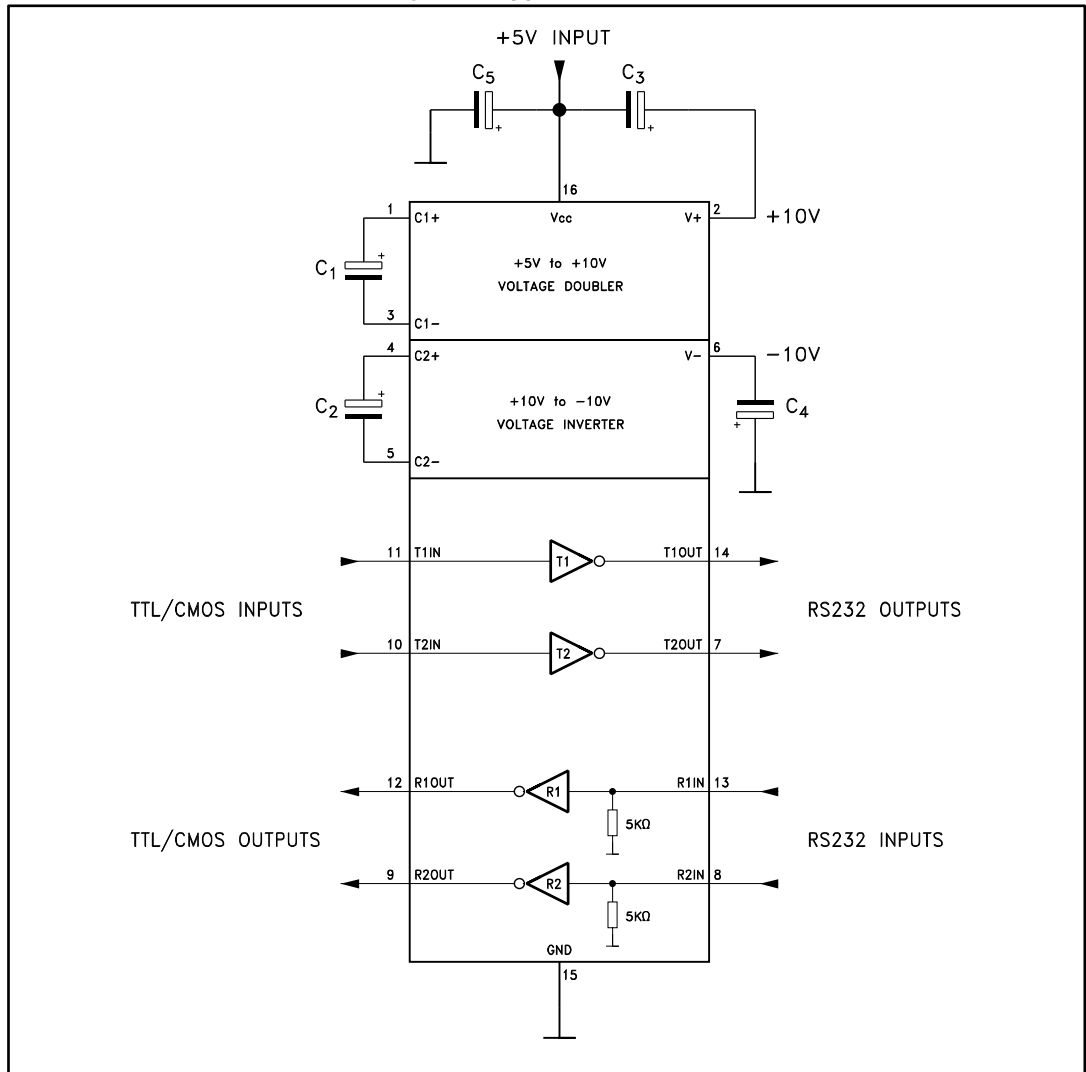 +5V INPUT
C5
C3
+
+
16
1
C1+
Vcc
V+
2
+10V
C1
+
+5V to +10V
VOLTAGE DOUBLER
3
C1-
4
C2+
V-
6
-10V
C2
+
+10V to -10V
VOLTAGE INVERTER
C4
+
5
C2-
11
T1IN
T1
T1OUT
14
TTL/CMOS INPUTS
RS232 OUTPUTS
10
T2IN
T2
T2OUT
7
12
R1OUT
R1
R1IN
13
5KΩ
TTL/CMOS OUTPUTS
RS232 INPUTS
9
R2OUT
R2
R2IN
8
5KΩ
GND
15